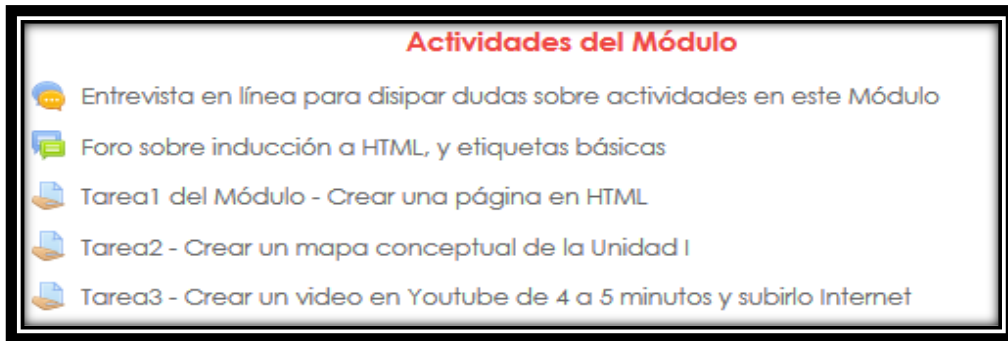 Actividades del Módulo
Entrevista en línea para disipar dudas sobre actividades en este Módulo
Foro sobre inducción a HTML, y etiquetas básicas
Tarea1 del Módulo - Crear una página en HTML
Tarea2 - Crear un mapa conceptual de la Unidad I
Tarea3 - Crear un video en Youtube de 4 a 5 minutos y subirlo Internet